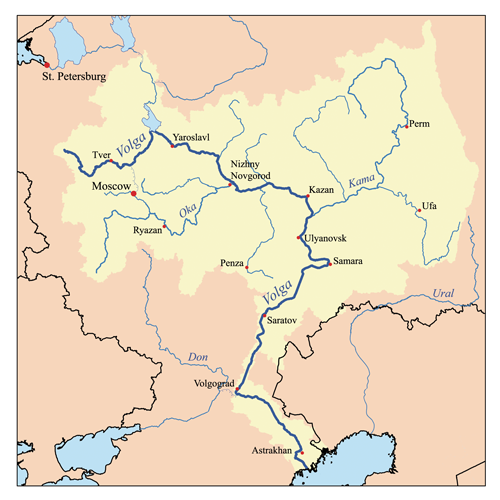 St. Petersburg
Volga
Yaroslavl
Tver
Nizhny
Novgorod
Moscow
Perm
Kama
Kazan
Ufa
Oka
Ryazan
Ulyanovsk
Penza
Samara
Volga
Ural
Saratov
Don
Volgograd
Astrakhan